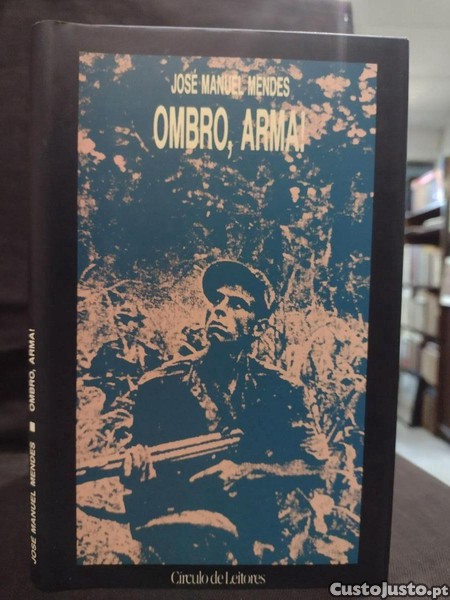 JOSÉ MANUEL MENDES
OMBRO, ARMA!
JOSÉ MANUEL MENDES ■ OMBRO, ARMA!
Círculo de Leitores
CustoJusto.pt